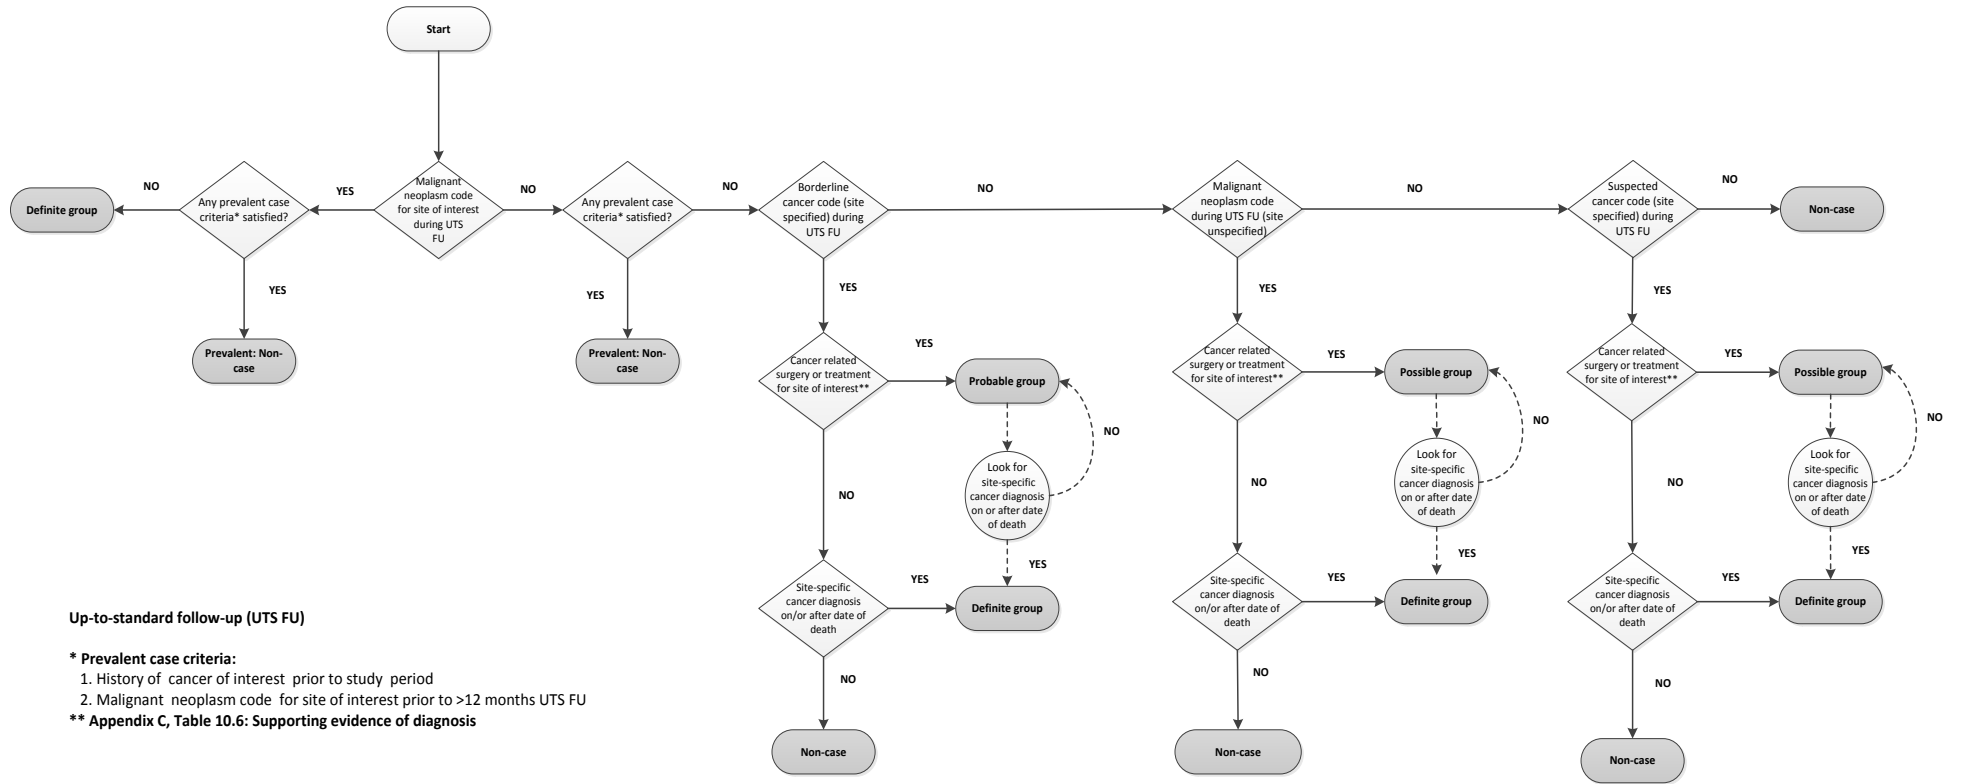 Start
NO
Definite group
Any prevalent case
criteria* satisfied?
YES
Prevalent: Non-
case
YES
Malignant
neoplasm code
for site of interest
during UTS
FU
NO
Any prevalent case
criteria* satisfied?
YES
Prevalent: Non-
case
NO
Borderline
cancer code (site
specified) during
UTS FU
NO
Malignant
neoplasm code
during UTS FU (site
unspecified)
NO
Suspected
cancer code (site
specified) during
UTS FU
NO
Non-case
YES
Cancer related
surgery or treatment
for site of interest**
YES
Probable group
NO
Look for
site-specific
cancer diagnosis
on or after date
of death
YES
Definite group
NO
Site-specific
cancer diagnosis
on/or after date of
death
YES
NO
Non-case
YES
Cancer related
surgery or treatment
for site of interest**
YES
Possible group
NO
Look for
site-specific
cancer diagnosis
on or after date
of death
YES
Definite group
NO
Site-specific
cancer diagnosis
on/or after date of
death
YES
NO
Non-case
YES
Cancer related
surgery or treatment
for site of interest**
YES
Possible group
NO
Look for
site-specific
cancer diagnosis
on or after date
of death
YES
Definite group
NO
Site-specific
cancer diagnosis
on/or after date of
death
YES
NO
Non-case
Up-to-standard follow-up (UTS FU)
* Prevalent case criteria:
1. History of cancer of interest prior to study period
2. Malignant neoplasm code for site of interest prior to >12 months UTS FU
** Appendix C, Table 10.6: Supporting evidence of diagnosis